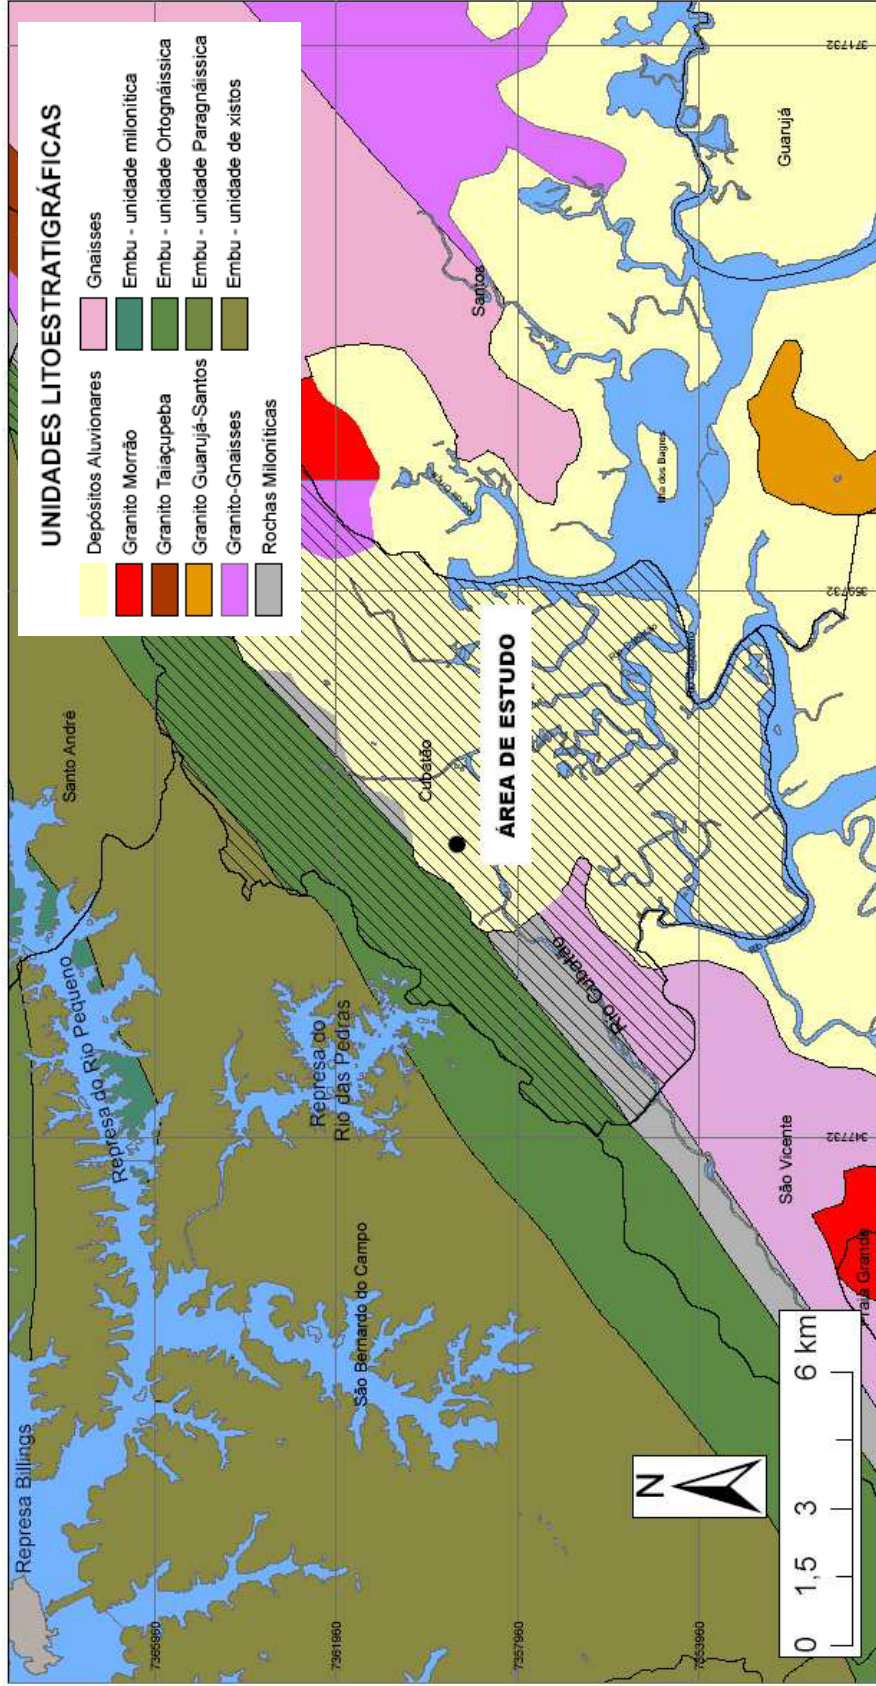 UNIDADES LITOESTRATIGRÁFICAS
Depósitos Aluvionares
Granito Morrão
Granito Taiaçupeba
Granito Guarujá-Santos
Granito-Gnaisses
Rochas Miloníticas
Gnaisses
Embu - unidade milonítica
Embu - unidade Ortognáissica
Embu - unidade Paragnáissica
Embu - unidade de xistos
Represa Billings
Represa do Rio Pequeno
Santo André
Represa do
Rio das Pedras
São Bernardo do Campo
Cubatão
ÁREA DE ESTUDO
Rio Cubatão
Santos
Ilha dos Bagres
Guarujá
São Vicente
Praia Grande
7365960
7361960
7357960
7353960
347732
359732
371732
N
0 1,5 3 6 km